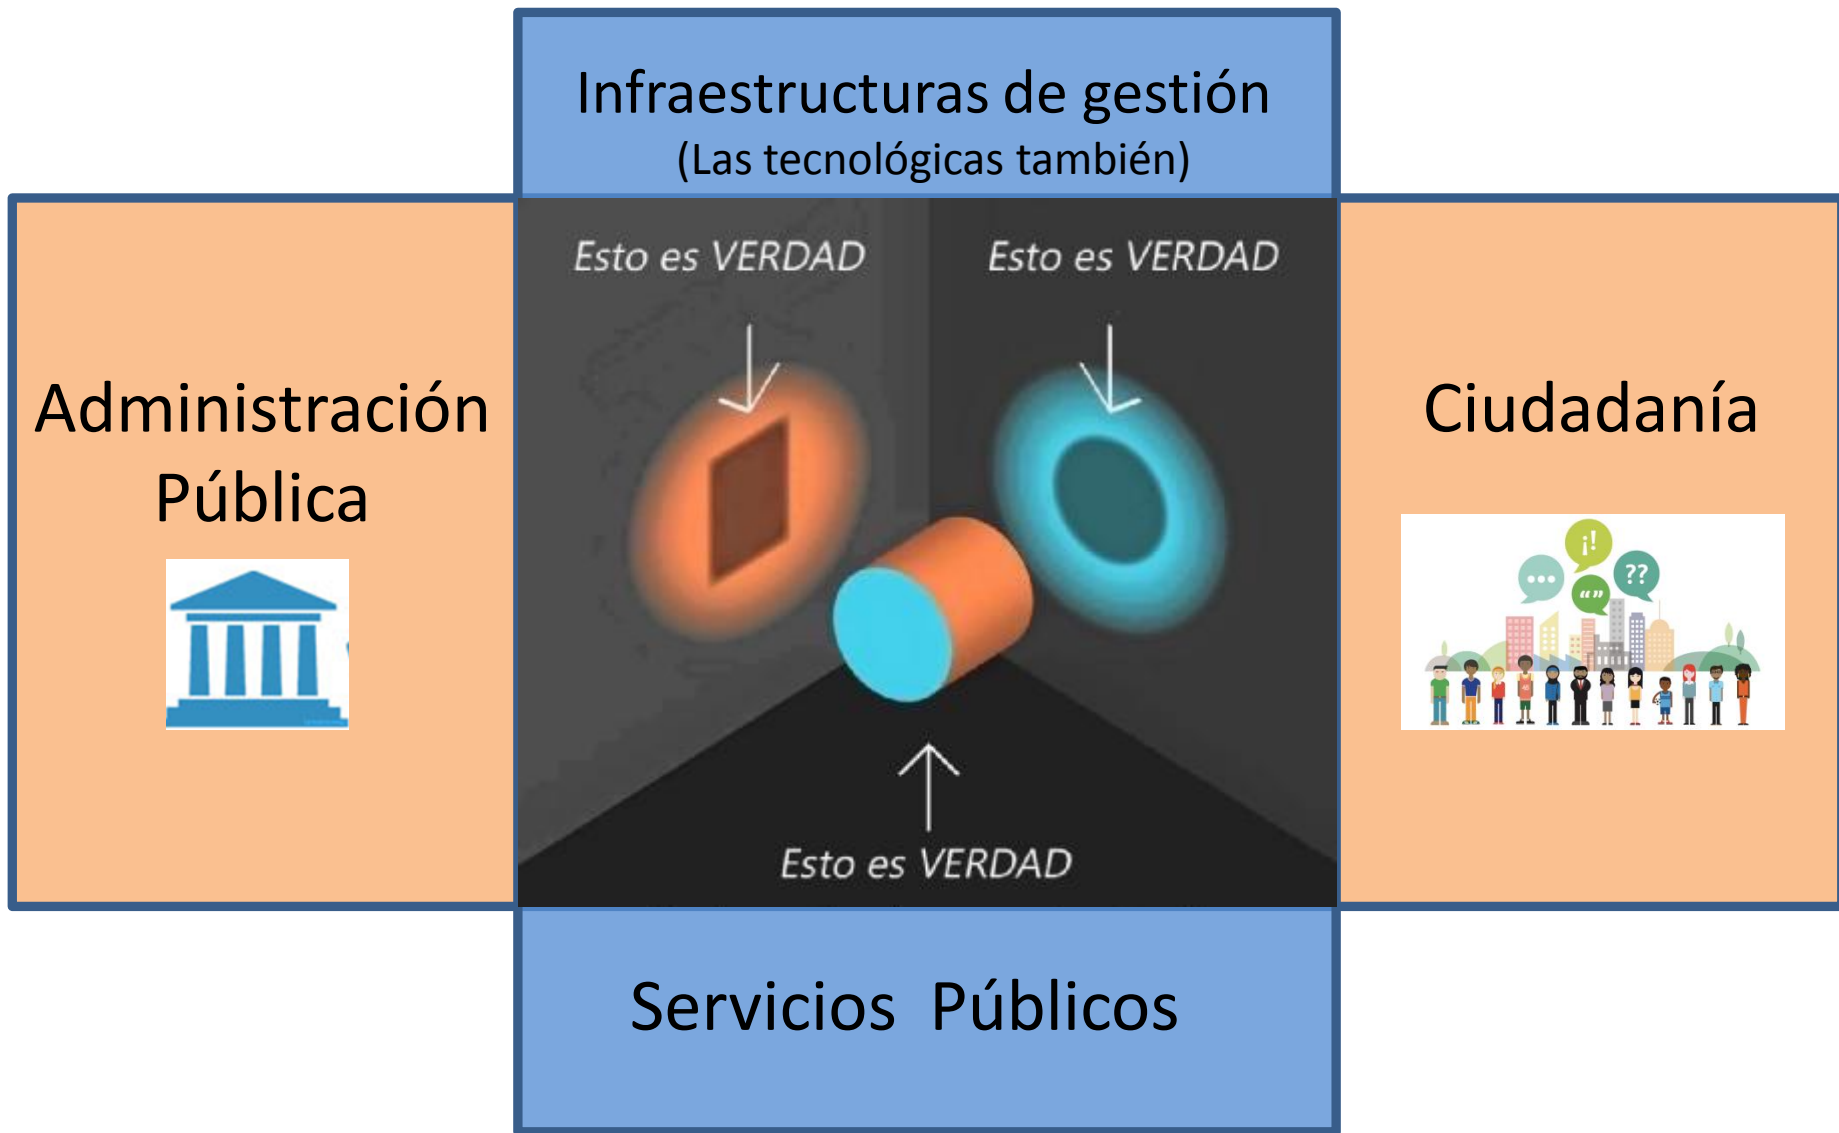 Infraestructuras de gestión
(Las tecnológicas también)
Esto es VERDAD
Esto es VERDAD
Administración
Pública
Ciudadanía
...
¡!
??
“”
Esto es VERDAD
Servicios Públicos